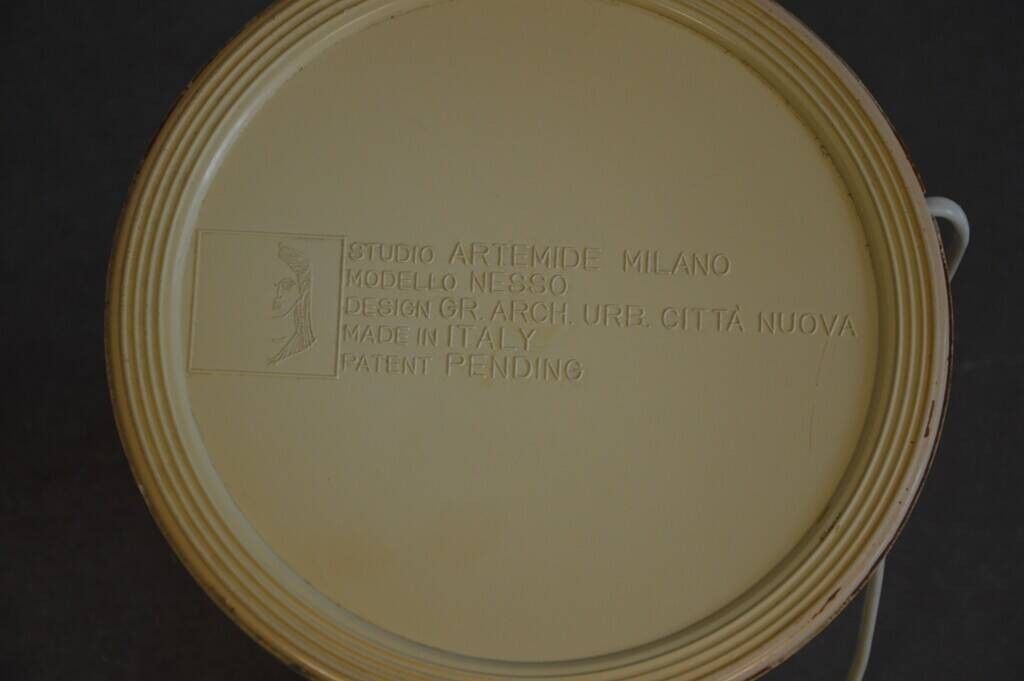 STUDIO ARTEMIDE MILANO
MODELLO NESSO
DESIGN GR. ARCH. URB. CITTÀ NUOVA
MADE IN ITALY
PATENT PENDING